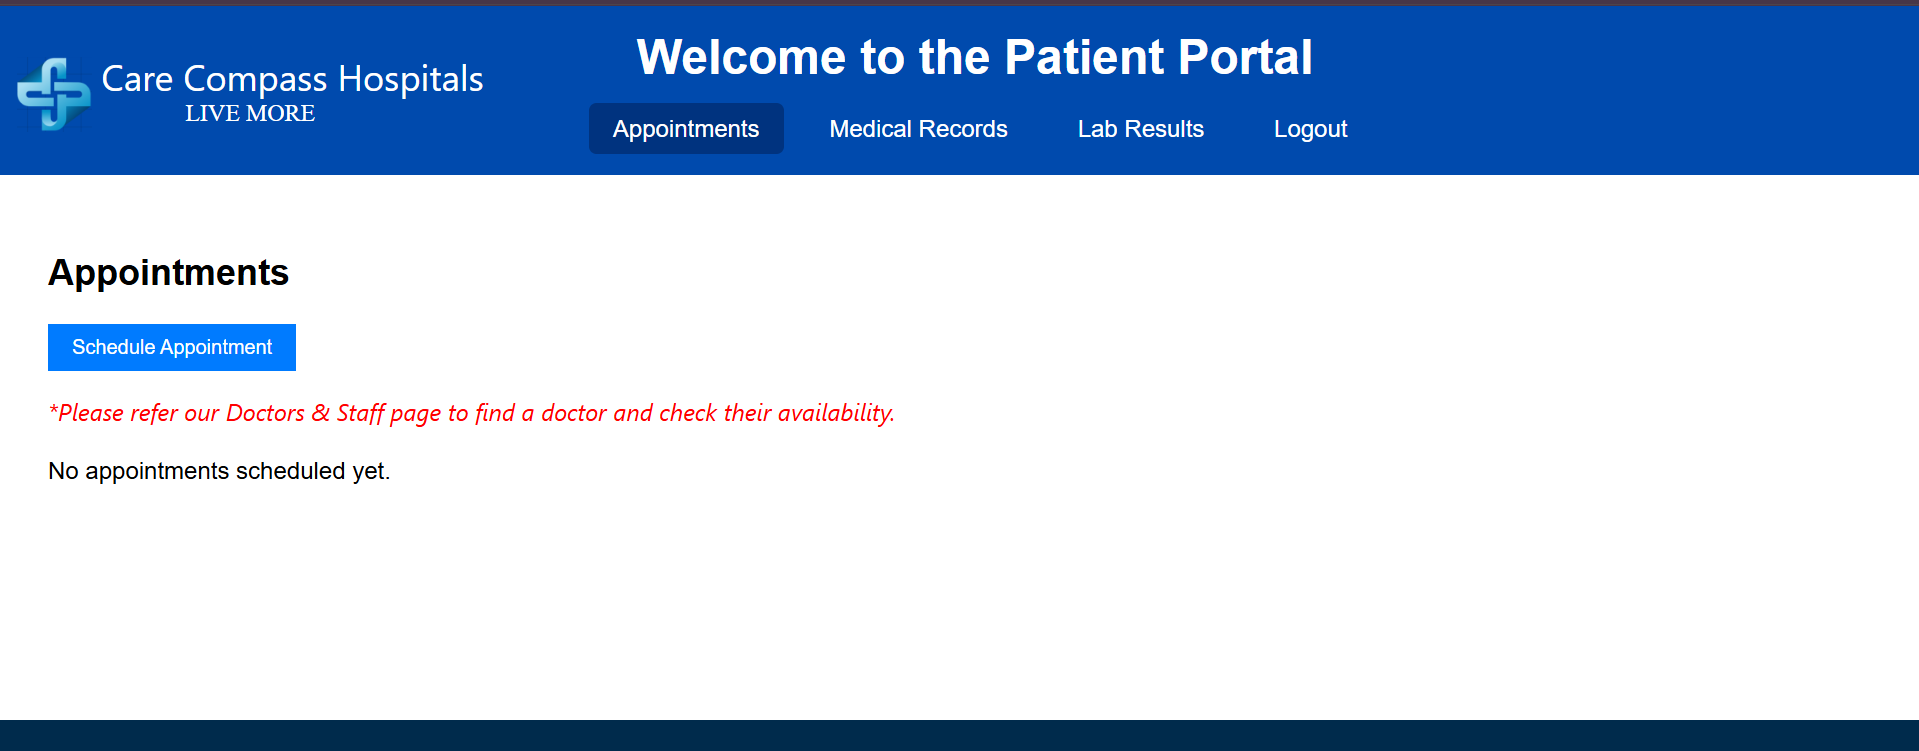 Care Compass Hospitals
LIVE MORE
Welcome to the Patient Portal
Appointments
Medical Records
Lab Results
Logout
Appointments
Schedule Appointment
*Please refer our Doctors & Staff page to find a doctor and check their availability.
No appointments scheduled yet.